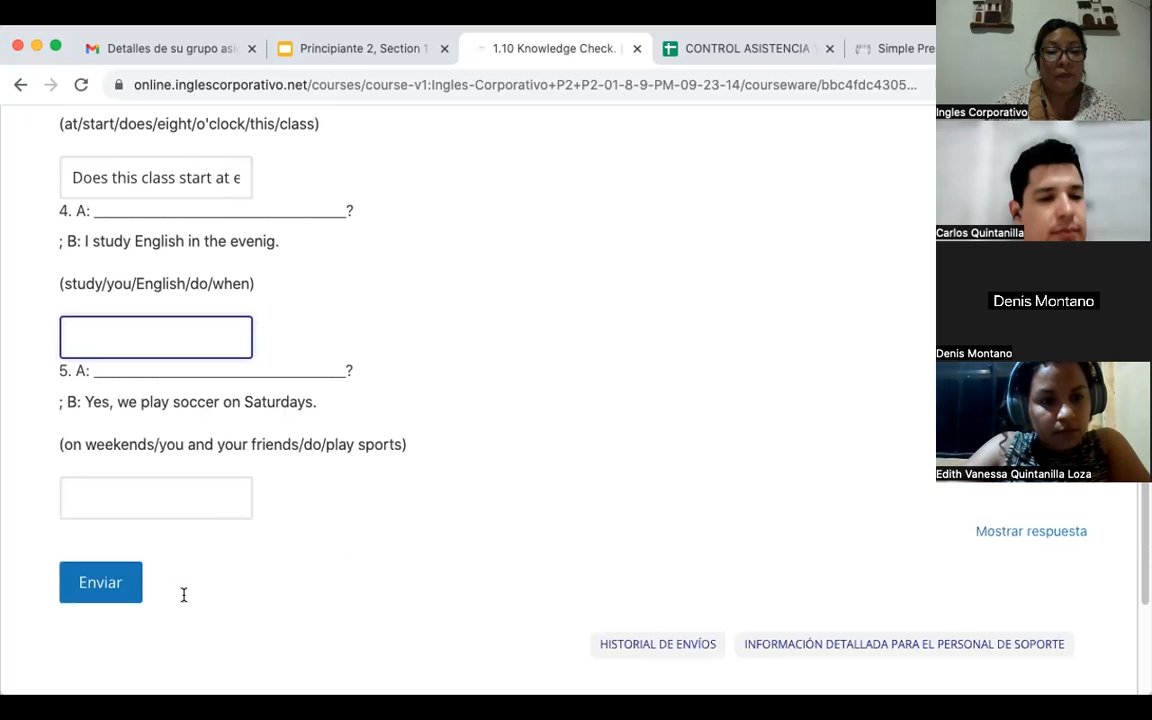 Detalles de su grupo asi
Principiante 2, Section 1
1.10 Knowledge Check.
CONTROL ASISTENCIA
Simple Pre
online.inglescorporativo.net/courses/course-v1:Ingles-Corporativo+P2+P2-01-8-9-PM-09-23-14/courseware/bbc4fdc4305...
(at/start/does/eight/o'clock/this/class)
Does this class start at e
4. A: ____________________________?
; B: I study English in the evenig.
(study/you/English/do/when)
5. A: ____________________________?
; B: Yes, we play soccer on Saturdays.
(on weekends/you and your friends/do/play sports)
Mostrar respuesta
Enviar
HISTORIAL DE ENVÍOS
INFORMACIÓN DETALLADA PARA EL PERSONAL DE SOPORTE
Ingles Corporativo
Carlos Quintanilla
Denis Montano
Denis Montano
Edith Vanessa Quintanilla Loza